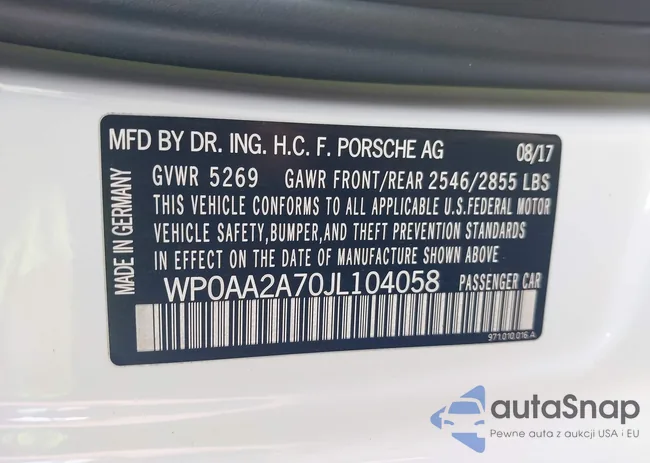 MFD BY DR. ING. H.C. F. PORSCHE AG 08/17
GVWR 5269 GAWR FRONT/REAR 2546/2855 LBS
THIS VEHICLE CONFORMS TO ALL APPLICABLE U.S.FEDERAL MOTOR
VEHICLE SAFETY,BUMPER,AND THEFT PREVENTION STANDARDS
IN EFFECT ON THE DATE OF MANUFACTURE SHOWN ABOVE
WP0AA2A70JL104058 PASSENGER CAR
971.010.016.A
MADE IN GERMANY
autaSnap
Pewne auta z aukcji USA i EU